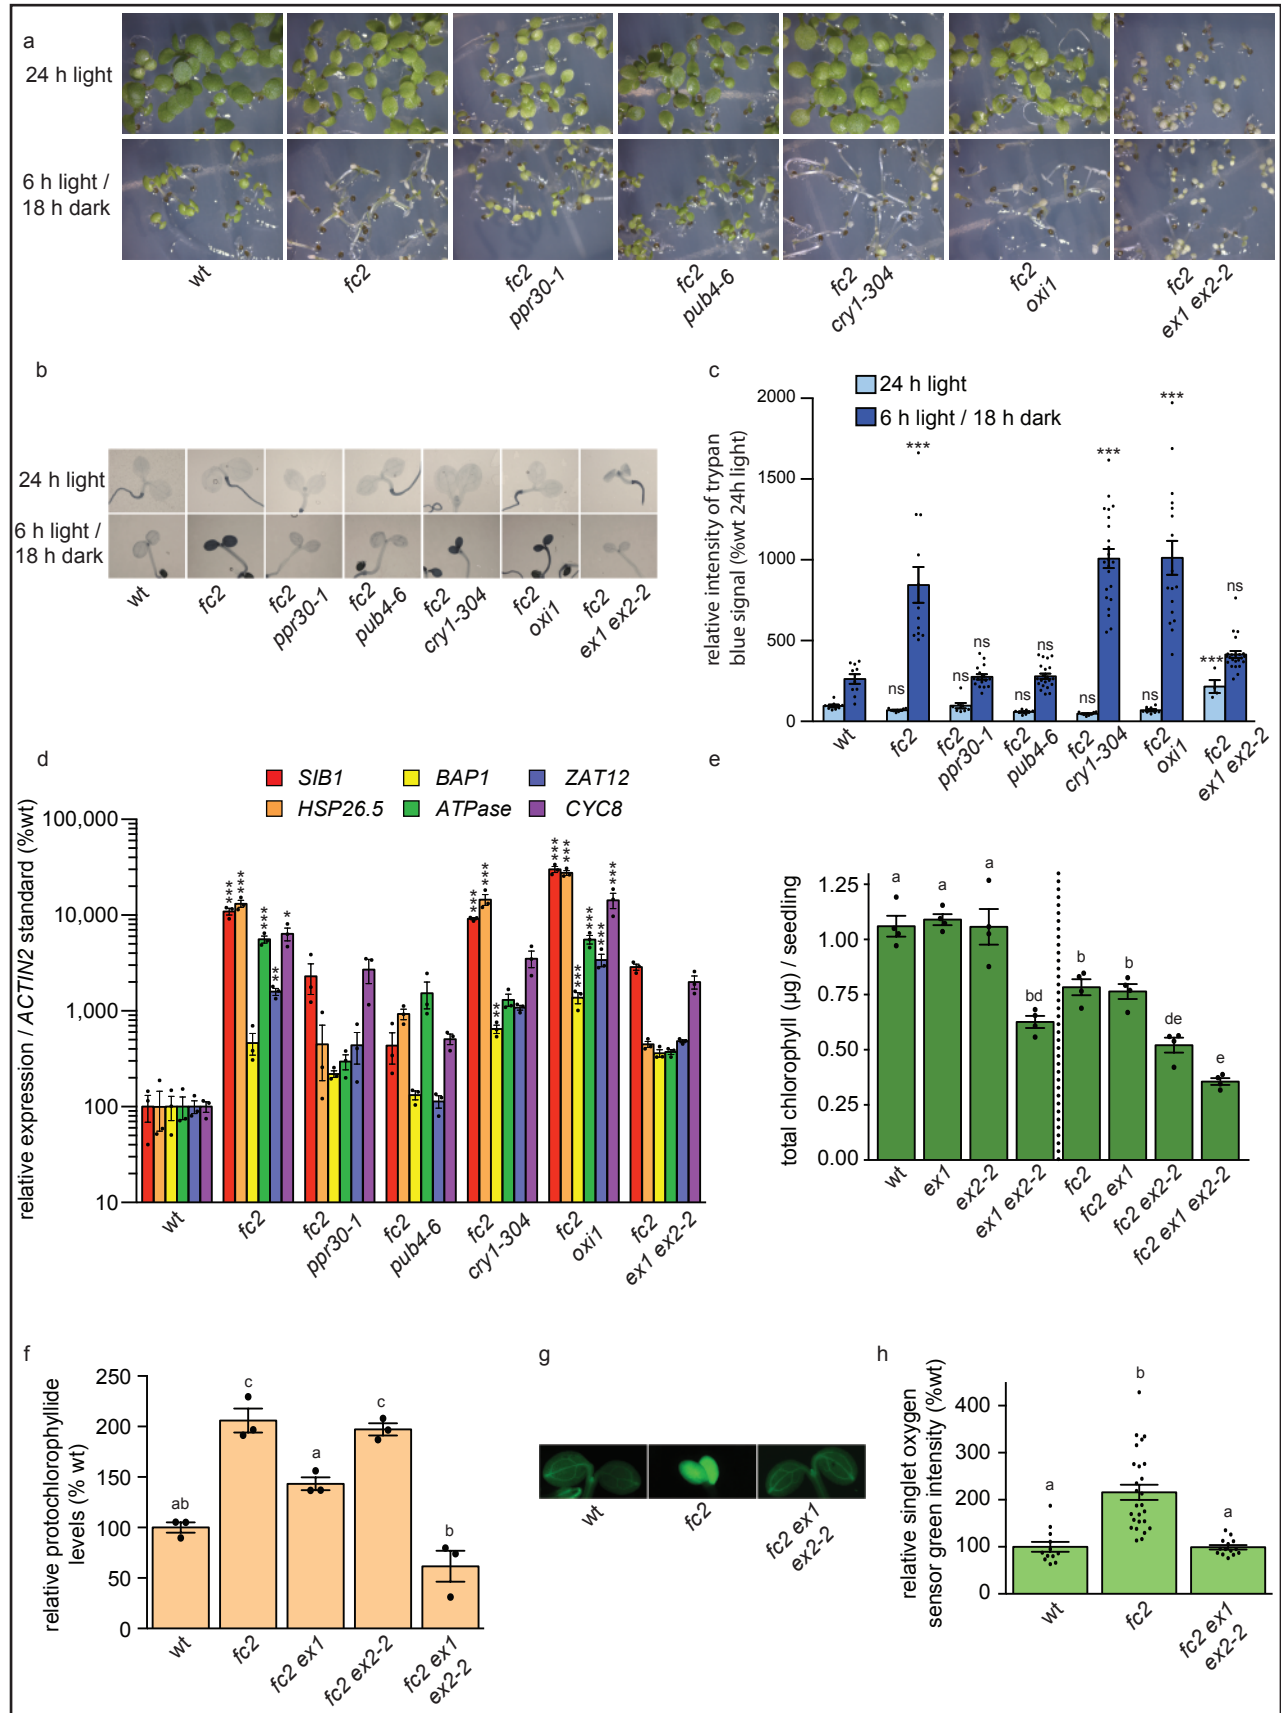 a
24 h light
6 h light /
18 h dark
wt
fc2
fc2
ppr30-1
fc2
pub4-6
fc2
cry1-304
fc2
oxi1
fc2
ex1 ex2-2
b
24 h light
6 h light /
18 h dark
wt
fc2
fc2
ppr30-1
fc2
pub4-6
fc2
cry1-304
fc2
oxi1
fc2
ex1 ex2-2
c
24 h light
6 h light / 18 h dark
relative intensity of trypan
blue signal (%wt 24h light)
2000
1500
1000
500
0
ns
***
ns
ns
ns
ns
ns
***
ns
***
***
ns
wt
fc2
fc2
ppr30-1
fc2
pub4-6
fc2
cry1-304
fc2
oxi1
fc2
ex1 ex2-2
d
SIB1
BAP1
ZAT12
HSP26.5
ATPase
CYC8
relative expression / ACTIN2 standard (%wt)
100,000
10,000
1,000
100
10
***
***
***
**
*
***
***
**
***
***
***
***
***
***
wt
fc2
fc2
ppr30-1
fc2
pub4-6
fc2
cry1-304
fc2
oxi1
fc2
ex1 ex2-2
e
total chlorophyll (µg) / seedling
1.25
1.00
0.75
0.50
0.25
0.00
a
a
a
bd
b
b
de
e
wt
ex1
ex2-2
ex1 ex2-2
fc2
fc2 ex1
fc2 ex2-2
fc2 ex1 ex2-2
f
relative protochlorophyllide
levels (% wt)
250
200
150
100
50
0
ab
c
a
c
b
wt
fc2
fc2 ex1
fc2 ex2-2
fc2 ex1
ex2-2
g
wt
fc2
fc2 ex1
ex2-2
h
relative singlet oxygen
sensor green intensity (%wt)
400
300
200
100
0
a
b
a
wt
fc2
fc2 ex1
ex2-2